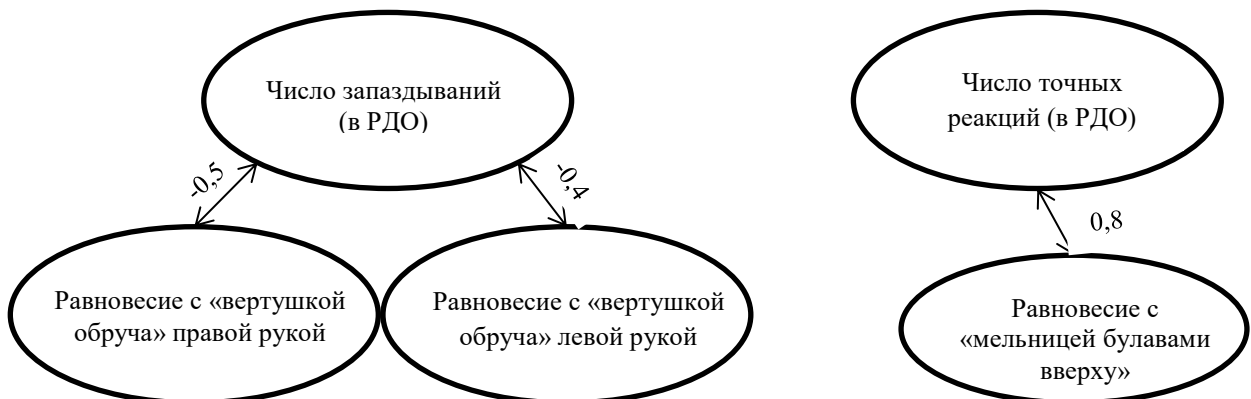 Число запаздываний
(в РДО)
Число точных
реакций (в РДО)
-0,5
-0,4
0,8
Равновесие с «вертушкой
обруча» правой рукой
Равновесие с «вертушкой
обруча» левой рукой
Равновесие с
«мельницей булавами
вверху»